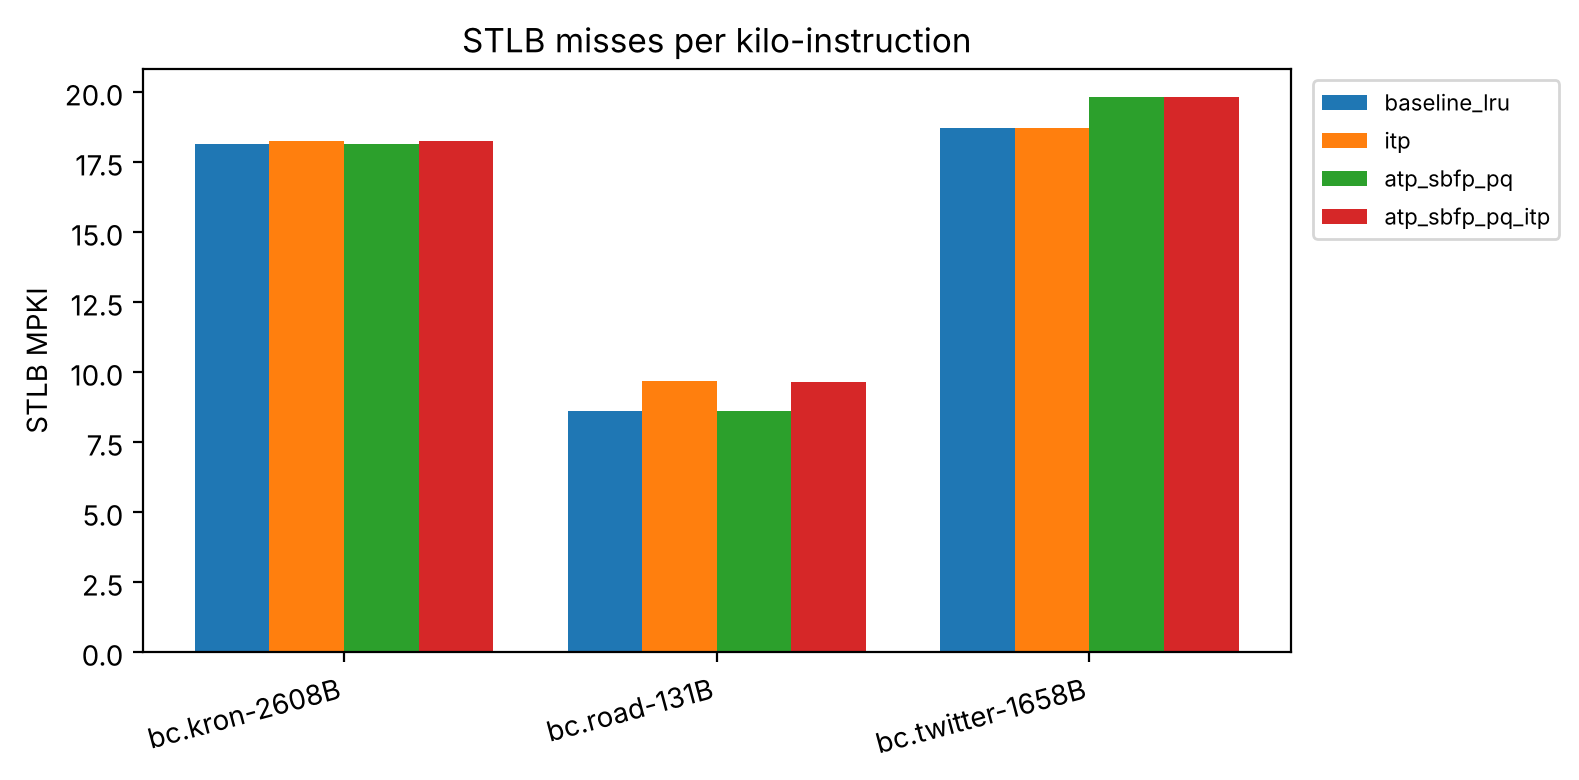 STLB misses per kilo-instruction
STLB MPKI
20.0
17.5
15.0
12.5
10.0
7.5
5.0
2.5
0.0
bc.kron-2608B
bc.road-131B
bc.twitter-1658B
baseline_lru
itp
atp_sbfp_pq
atp_sbfp_pq_itp